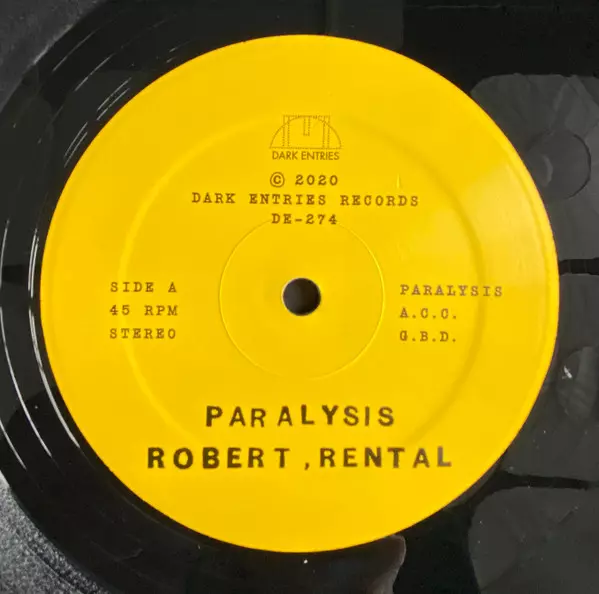 DARK ENTRIES
© 2020
DARK ENTRIES RECORDS
DE-274
SIDE A
45 RPM
STEREO
PARALYSIS
A.C.C.
G.B.D.
PARALYSIS
ROBERT , RENTAL